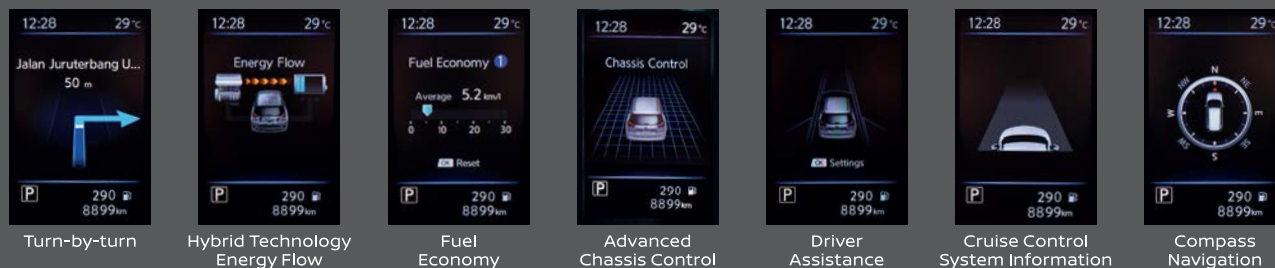 12:28 29°c
Jalan Juruterbang U...
50 m
P 290
8899km
Turn-by-turn
12:28 29°c
Energy Flow
P 290
8899km
Hybrid Technology
Energy Flow
12:28 29°c
Fuel Economy 1
Average 5.2 km/l
0 10 20 30
OK Reset
P 290
8899km
Fuel
Economy
12:28 29°c
Chassis Control
P 290
8899km
Advanced
Chassis Control
12:28 29°c
OK Settings
P 290
8899km
Driver
Assistance
12:28 29°c
P 290
8899km
Cruise Control
System Information
12:28 29°c
N
NW NE
W E
SW SE
S
P 290
8899km
Compass
Navigation